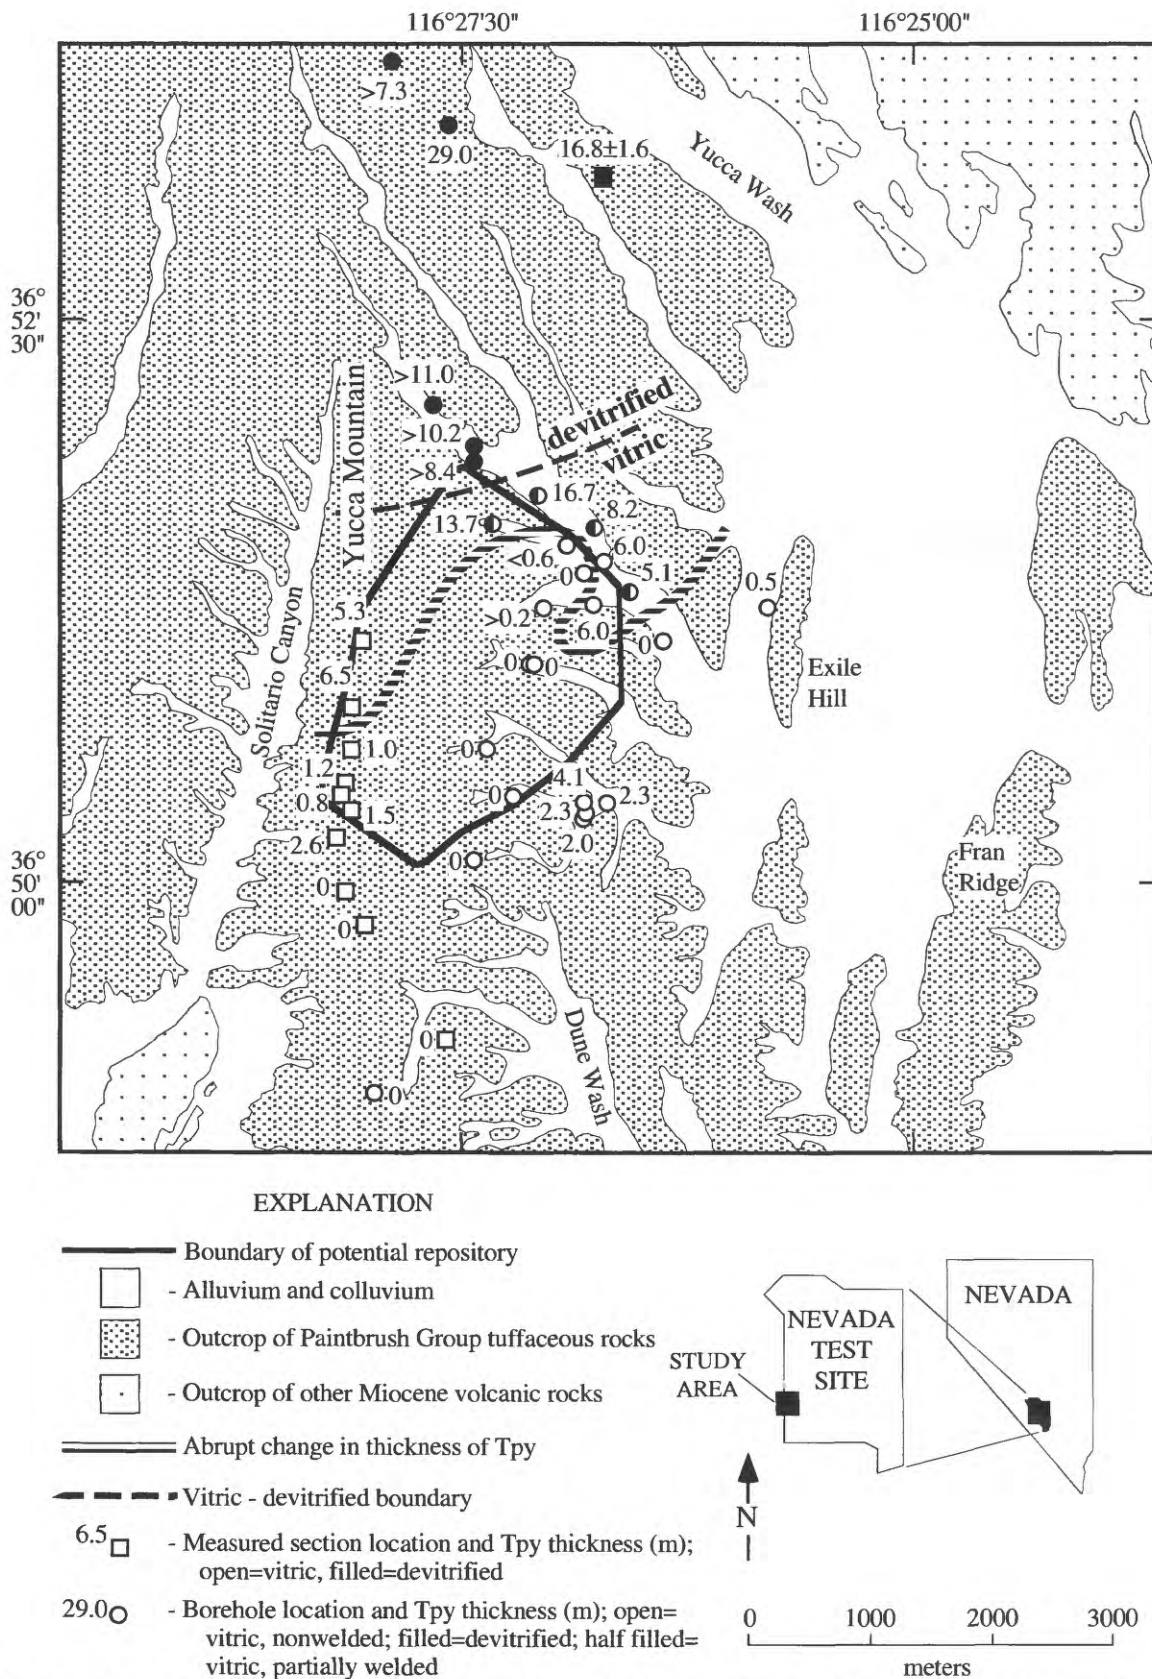 116°27'30"
116°25'00"
>7.3
29.0
16.8±1.6
Yucca Wash
36°
52'
30"
>11.0
>10.2
>8.4
devitrified
vitric
Yucca Mountain
16.7
13.7
8.2
<0.6
6.0
0
5.1
0.5
5.3
>0.2
6.0
0
6.5
0
0
Exile
Hill
Solitario Canyon
1.0
0
1.2
4.1
0.8
1.5
0
2.3
2.3
2.6
2.0
0
36°
50'
00"
0
Fran
Ridge
0
Dune Wash
0
0
EXPLANATION
Boundary of potential repository
- Alluvium and colluvium
- Outcrop of Paintbrush Group tuffaceous rocks
- Outcrop of other Miocene volcanic rocks
Abrupt change in thickness of Tpy
Vitric - devitrified boundary
6.5 - Measured section location and Tpy thickness (m);
open=vitric, filled=devitrified
29.0 - Borehole location and Tpy thickness (m); open=
vitric, nonwelded; filled=devitrified; half filled=
vitric, partially welded
NEVADA
NEVADA
TEST
SITE
STUDY
AREA
N
0 1000 2000 3000
meters